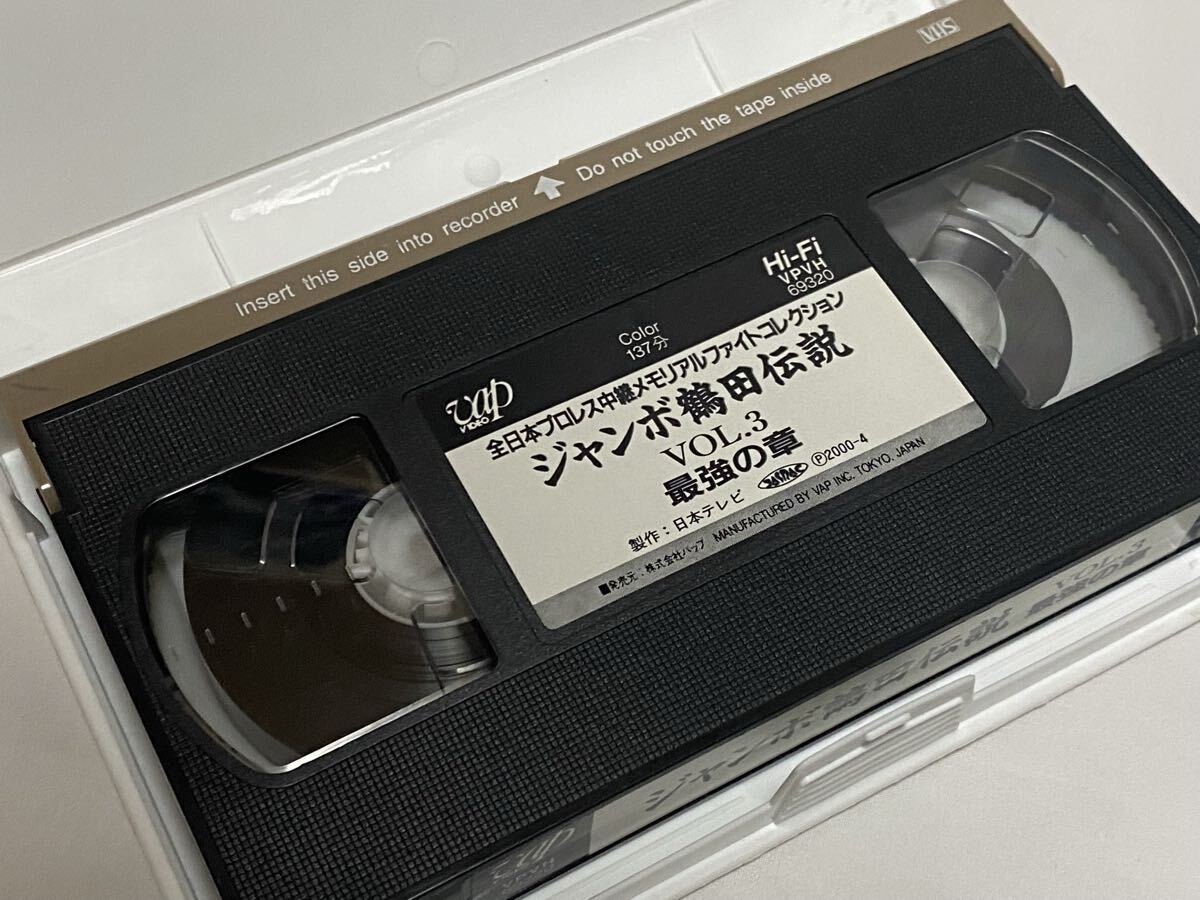 VHS
Insert this side into recorder
Do not touch the tape inside
vap
VIDEO
Color
137分
Hi-Fi
VPVH
69320
全日本プロレス中継メモリアルファイトコレクション
ジャンボ鶴田伝説
VOL.3
最強の章
製作：日本テレビ
Ⓟ2000-4
■発売元：株式会社バップ MANUFACTURED BY VAP INC. TOKYO, JAPAN
ジャンボ鶴田伝説
VOL.3
最強の章